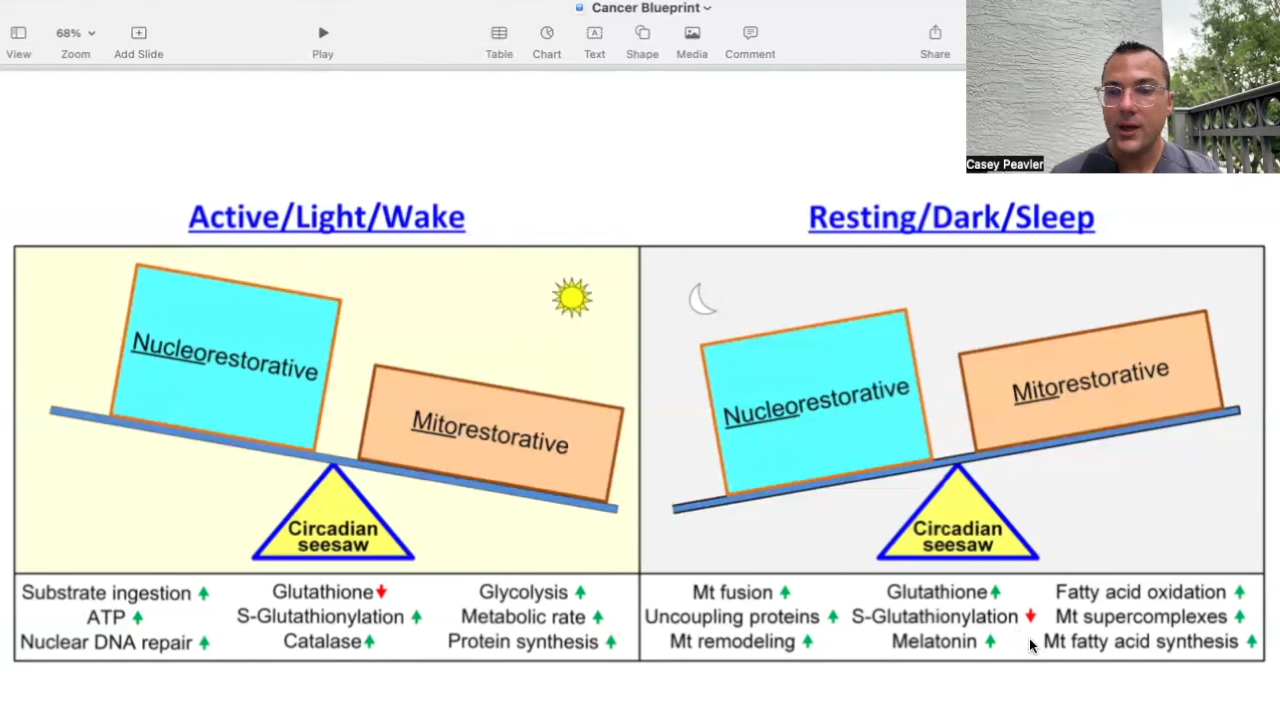 Cancer Blueprint
68%
View
Zoom
Add Slide
Play
Table
Chart
Text
Shape
Media
Comment
Share
Casey Peavler
Active/Light/Wake
Resting/Dark/Sleep
Nucleorestorative
Mitorestorative
Circadian
seesaw
Nucleorestorative
Mitorestorative
Circadian
seesaw
Substrate ingestion
Glutathione
Glycolysis
ATP
S-Glutathionylation
Metabolic rate
Nuclear DNA repair
Catalase
Protein synthesis
Mt fusion
Glutathione
Fatty acid oxidation
Uncoupling proteins
S-Glutathionylation
Mt supercomplexes
Mt remodeling
Melatonin
Mt fatty acid synthesis